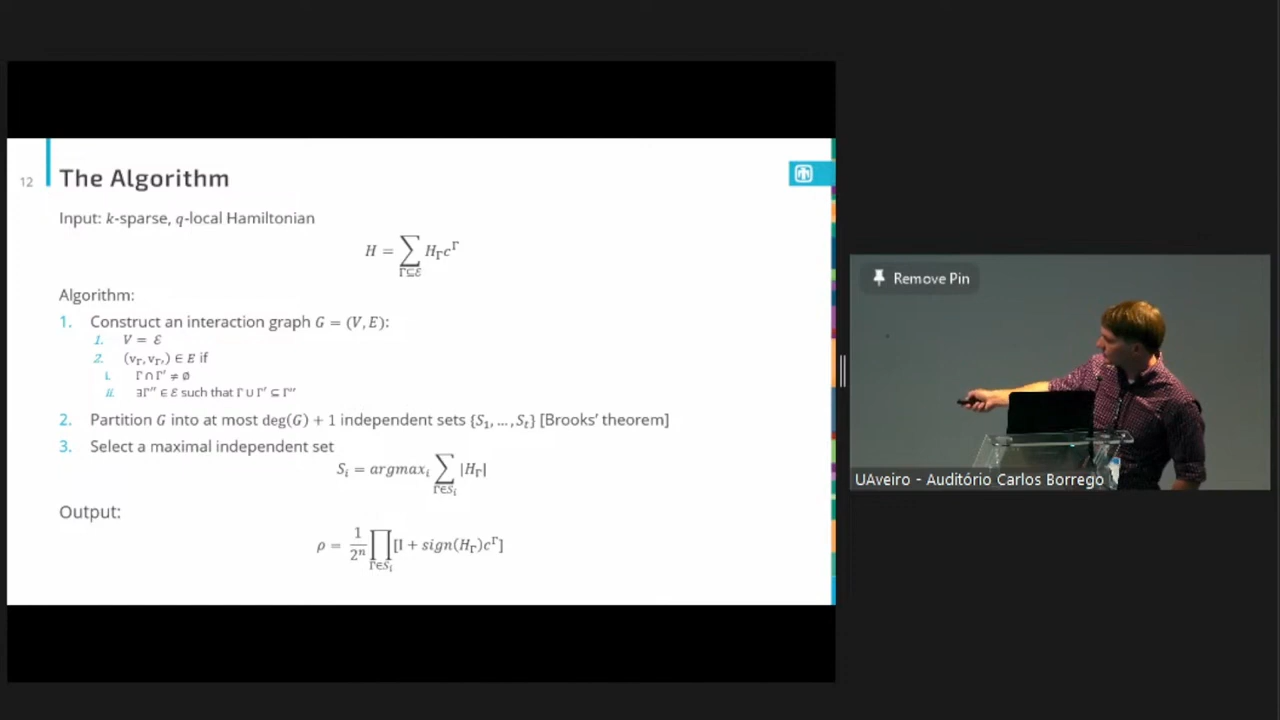 12
The Algorithm
Input: k-sparse, q-local Hamiltonian
H = ∑_{Γ⊆ℰ} H_Γ c^Γ
Algorithm:
1. Construct an interaction graph G = (V, E):
1. V = ℰ
2. (v_Γ, v_Γ′) ∈ E if
I. Γ ∩ Γ′ ≠ ∅
II. ∃Γ″ ∈ ℰ such that Γ ∪ Γ′ ⊆ Γ″
2. Partition G into at most deg(G) + 1 independent sets {S_1, …, S_t} [Brooks’ theorem]
3. Select a maximal independent set
S_i = argmax_i ∑_{Γ∈S_i} |H_Γ|
Output:
ρ = 1/2^n ∏_{Γ∈S_i} [𝕀 + sign(H_Γ)c^Γ]
Remove Pin
UAveiro - Auditório Carlos Borrego